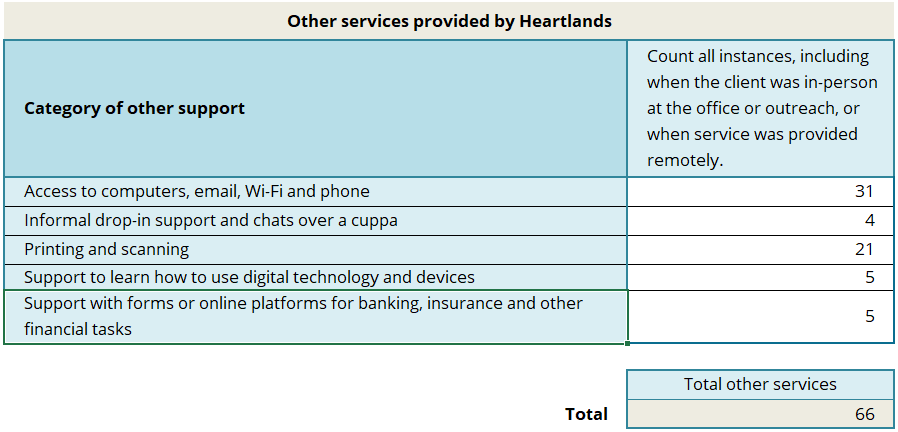 Other services provided by Heartlands
Category of other support
Count all instances, including
when the client was in-person
at the office or outreach, or
when service was provided
remotely.
Access to computers, email, Wi-Fi and phone 31
Informal drop-in support and chats over a cuppa 4
Printing and scanning 21
Support to learn how to use digital technology and devices 5
Support with forms or online platforms for banking, insurance and other
financial tasks
5
Total other services
Total 66